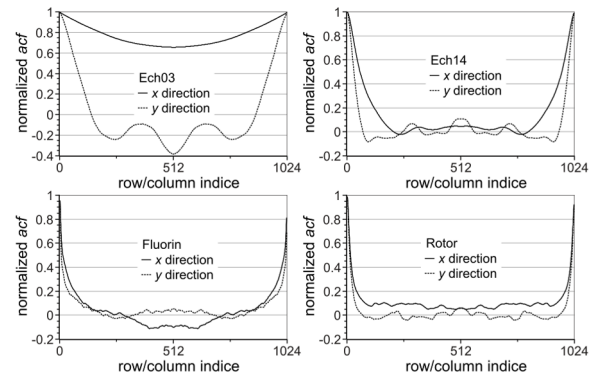 normalized acf
1
0.8
0.6
0.4
0.2
0
-0.2
-0.4
Ech03
x direction
y direction
0 512 1024
row/column indice
normalized acf
1
0.8
0.6
0.4
0.2
0
-0.2
Ech14
x direction
y direction
0 512 1024
row/column indice
normalized acf
1
0.8
0.6
0.4
0.2
0
-0.2
Fluorin
x direction
y direction
0 512 1024
row/column indice
normalized acf
1
0.8
0.6
0.4
0.2
0
-0.2
Rotor
x direction
y direction
0 512 1024
row/column indice